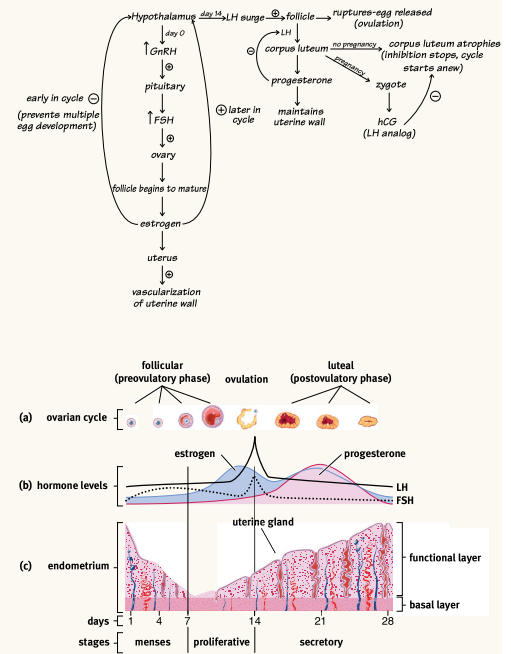 Hypothalamus day 14 LH surge ⊕ follicle ruptures-egg released
(ovulation)
day 0
LH
↑GnRH
⊖
corpus luteum no pregnancy corpus luteum atrophies
(inhibition stops, cycle
starts anew)
⊕
pregnancy
pituitary
progesterone
zygote
early in cycle ⊖
(prevents multiple
egg development)
⊕ later in
cycle
⊖
↑FSH
maintains
uterine wall
hCG
(LH analog)
⊕
ovary
follicle begins to mature
estrogen
uterus
⊕
vascularization
of uterine wall
follicular
(preovulatory phase)
ovulation
luteal
(postovulatory phase)
(a) ovarian cycle
estrogen
progesterone
(b) hormone levels
LH
FSH
uterine gland
(c) endometrium
functional layer
basal layer
days 1 4 7 14 21 28
stages menses proliferative secretory